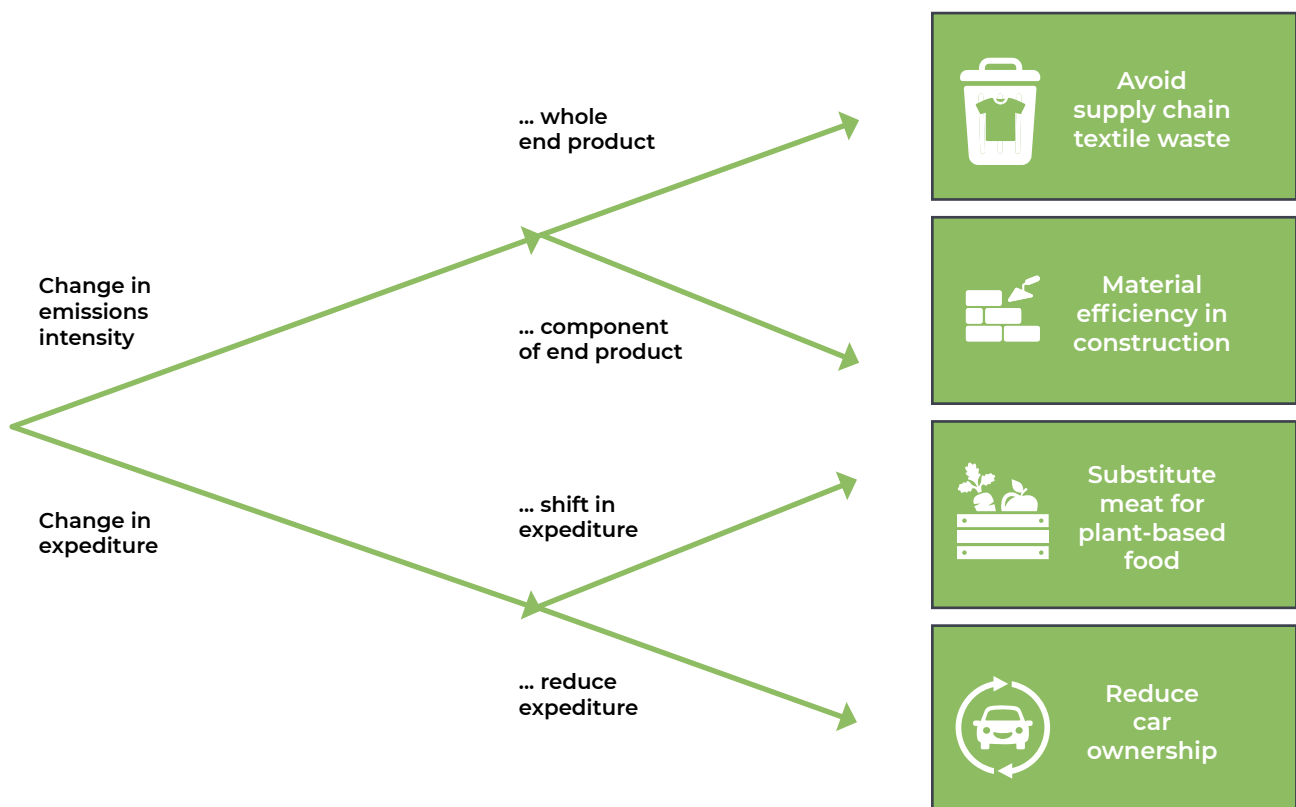 ... whole
end product
Avoid
supply chain
textile waste
Change in
emissions
intensity
... component
of end product
Material
efficiency in
construction
Change in
expediture
... shift in
expediture
Substitute
meat for
plant-based
food
... reduce
expediture
Reduce
car
ownership